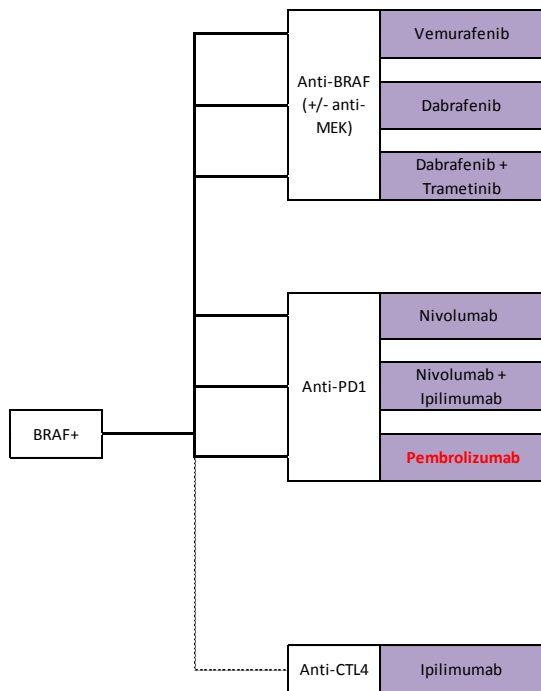 Vemurafenib
Anti-BRAF
(+/- anti-
MEK)
Dabrafenib
Dabrafenib +
Trametinib
Nivolumab
Anti-PD1
Nivolumab +
Ipilimumab
BRAF+
Pembrolizumab
Anti-CTL4
Ipilimumab